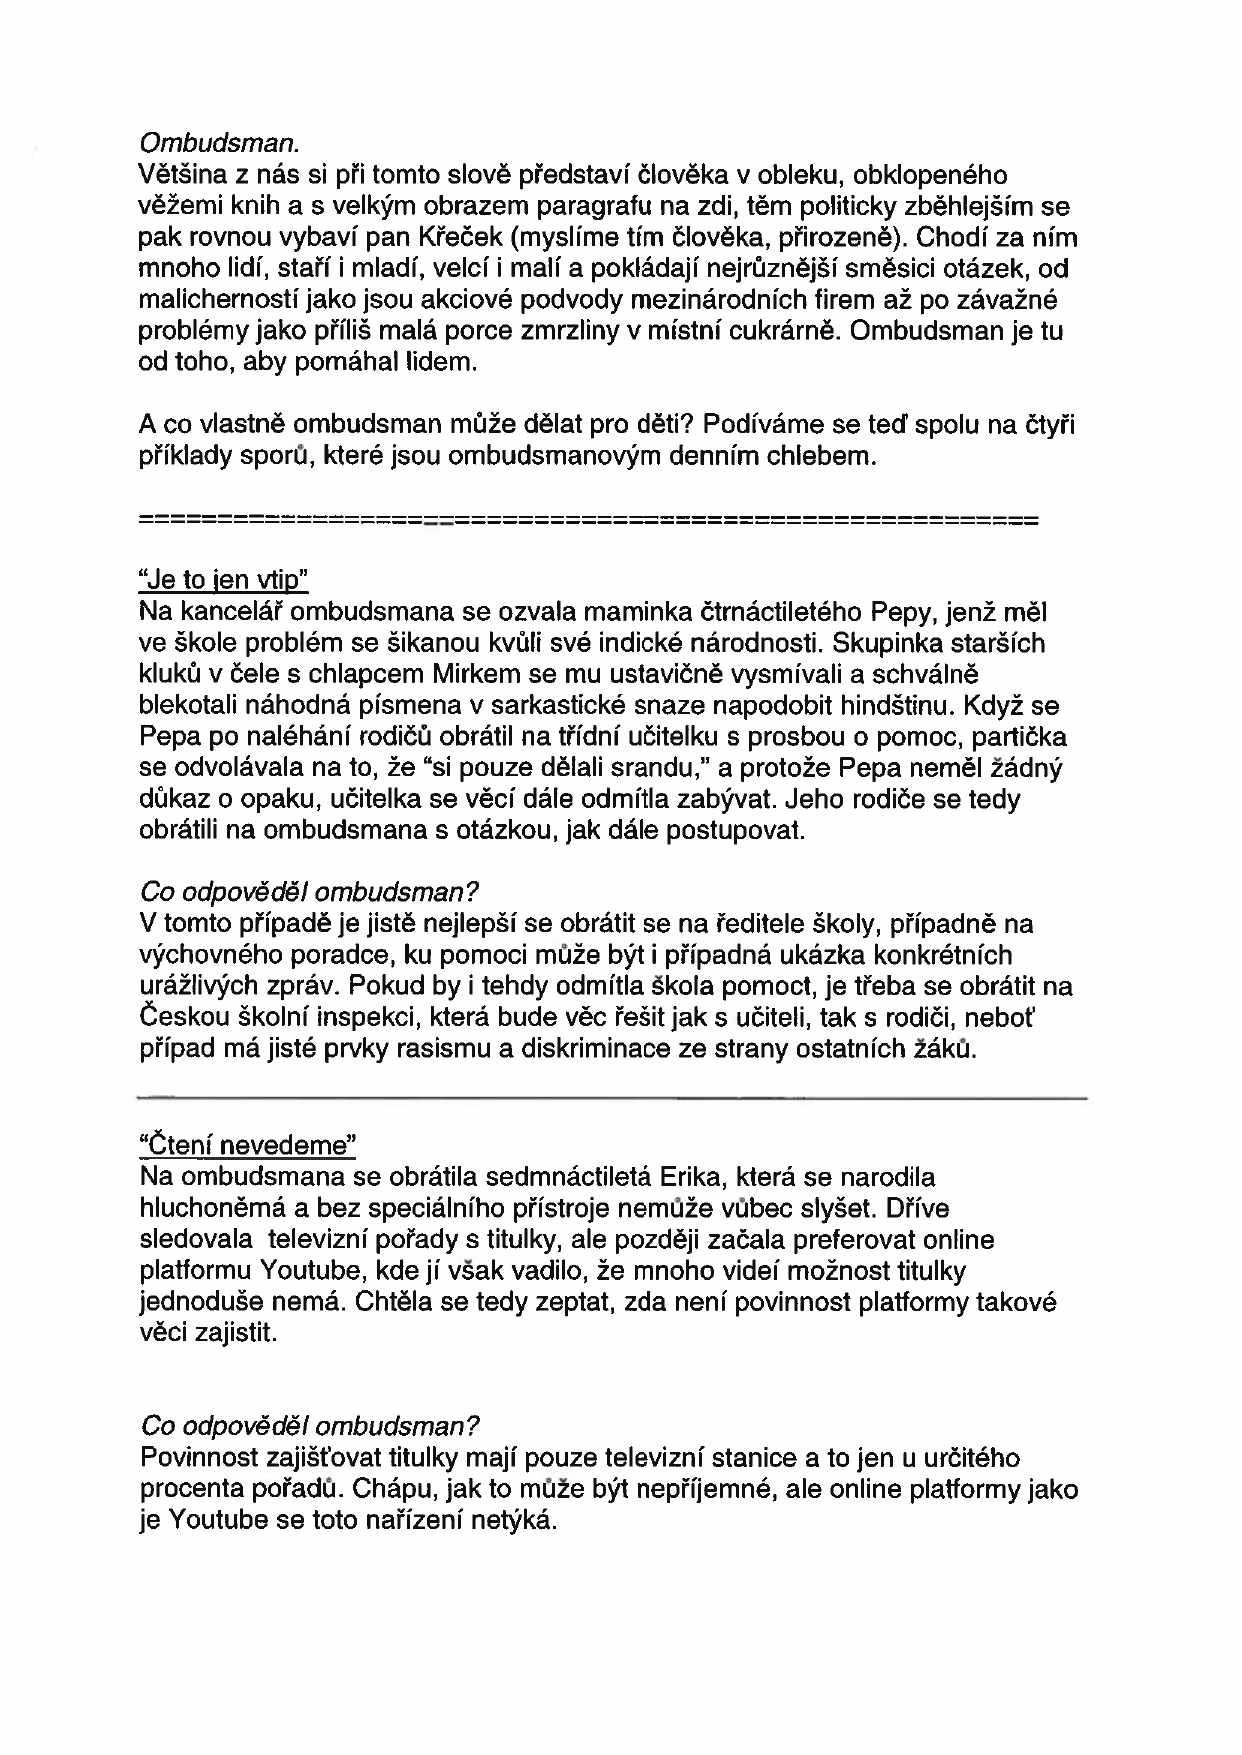 Ombudsman.
Většina z nás si při tomto slově představí člověka v obleku, obklopeného
věžemi knih a s velkým obrazem paragrafu na zdi, těm politicky zběhlejším se
pak rovnou vybaví pan Křeček (myslíme tím člověka, přirozeně). Chodí za ním
mnoho lidí, staří i mladí, velcí i malí a pokládají nejrůznější směsici otázek, od
malicherností jako jsou akciové podvody mezinárodních firem až po závažné
problémy jako příliš malá porce zmrzliny v místní cukrárně. Ombudsman je tu
od toho, aby pomáhal lidem.
A co vlastně ombudsman může dělat pro děti? Podíváme se teď spolu na čtyři
příklady sporů, které jsou ombudsmanovým denním chlebem.
==========================================================
“Je to jen vtip”
Na kancelář ombudsmana se ozvala maminka čtrnáctiletého Pepy, jenž měl
ve škole problém se šikanou kvůli své indické národnosti. Skupinka starších
kluků v čele s chlapcem Mirkem se mu ustavičně vysmívali a schválně
blekotali náhodná písmena v sarkastické snaze napodobit hindštinu. Když se
Pepa po naléhání rodičů obrátil na třídní učitelku s prosbou o pomoc, partička
se odvolávala na to, že “si pouze dělali srandu,” a protože Pepa neměl žádný
důkaz o opaku, učitelka se věcí dále odmítla zabývat. Jeho rodiče se tedy
obrátili na ombudsmana s otázkou, jak dále postupovat.
Co odpověděl ombudsman?
V tomto případě je jistě nejlepší se obrátit se na ředitele školy, případně na
výchovného poradce, ku pomoci může být i případná ukázka konkrétních
urážlivých zpráv. Pokud by i tehdy odmítla škola pomoct, je třeba se obrátit na
Českou školní inspekci, která bude věc řešit jak s učiteli, tak s rodiči, neboť
případ má jisté prvky rasismu a diskriminace ze strany ostatních žáků.
“Čtení nevedeme”
Na ombudsmana se obrátila sedmnáctiletá Erika, která se narodila
hluchoněmá a bez speciálního přístroje nemůže vůbec slyšet. Dříve
sledovala televizní pořady s titulky, ale později začala preferovat online
platformu Youtube, kde jí však vadilo, že mnoho videí možnost titulky
jednoduše nemá. Chtěla se tedy zeptat, zda není povinnost platformy takové
věci zajistit.
Co odpověděl ombudsman?
Povinnost zajišťovat titulky mají pouze televizní stanice a to jen u určitého
procenta pořadů. Chápu, jak to může být nepříjemné, ale online platformy jako
je Youtube se toto nařízení netýká.